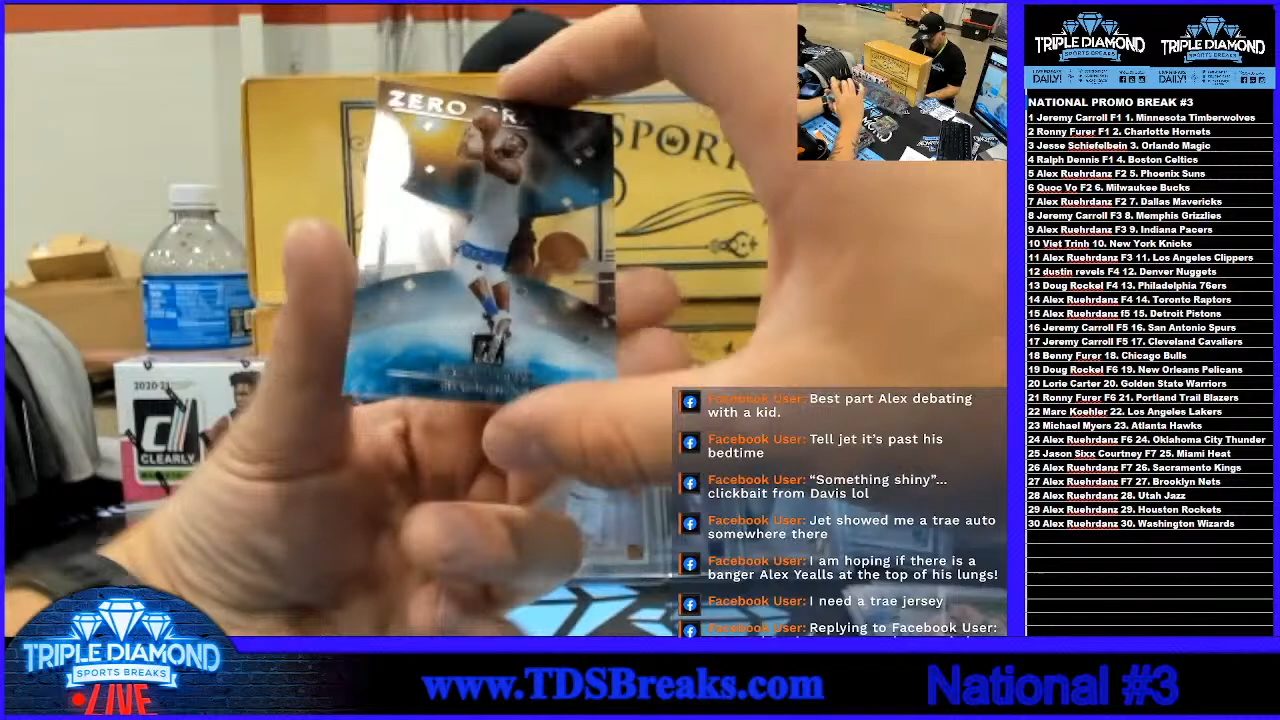 ZERO GR
SPORT
2020-21
CLEARLY
TRIPLE DIAMOND
SPORTS BREAKS
TRIPLE DIAMOND
SPORTS BREAKS
DAILY!
DAILY!
NATIONAL PROMO BREAK #3
1 Jeremy Carroll F1 1. Minnesota Timberwolves
2 Ronny Furer F1 2. Charlotte Hornets
3 Jesse Schiefelbein 3. Orlando Magic
4 Ralph Dennis F1 4. Boston Celtics
5 Alex Ruehrdanz F2 5. Phoenix Suns
6 Quoc Vo F2 6. Milwaukee Bucks
7 Alex Ruehrdanz F2 7. Dallas Mavericks
8 Jeremy Carroll F3 8. Memphis Grizzlies
9 Alex Ruehrdanz F3 9. Indiana Pacers
10 Viet Trinh 10. New York Knicks
11 Alex Ruehrdanz F3 11. Los Angeles Clippers
12 dustin revels F4 12. Denver Nuggets
13 Doug Rockel F4 13. Philadelphia 76ers
14 Alex Ruehrdanz F4 14. Toronto Raptors
15 Alex Ruehrdanz f5 15. Detroit Pistons
16 Jeremy Carroll F5 16. San Antonio Spurs
17 Jeremy Carroll F5 17. Cleveland Cavaliers
18 Benny Furer 18. Chicago Bulls
19 Doug Rockel F6 19. New Orleans Pelicans
20 Lorie Carter 20. Golden State Warriors
21 Ronny Furer F6 21. Portland Trail Blazers
22 Marc Koehler 22. Los Angeles Lakers
23 Michael Myers 23. Atlanta Hawks
24 Alex Ruehrdanz F6 24. Oklahoma City Thunder
25 Jason Sixx Courtney F7 25. Miami Heat
26 Alex Ruehrdanz F7 26. Sacramento Kings
27 Alex Ruehrdanz F7 27. Brooklyn Nets
28 Alex Ruehrdanz 28. Utah Jazz
29 Alex Ruehrdanz 29. Houston Rockets
30 Alex Ruehrdanz 30. Washington Wizards
Facebook User: Best part Alex debating
with a kid.
Facebook User: Tell jet it's past his
bedtime
Facebook User: “Something shiny”...
clickbait from Davis lol
Facebook User: Jet showed me a trae auto
somewhere there
Facebook User: I am hoping if there is a
banger Alex Yealls at the top of his lungs!
Facebook User: I need a trae jersey
Facebook User: Replying to Facebook User:
TRIPLE DIAMOND
SPORTS BREAKS
LIVE
www.TDSBreaks.com
National #3